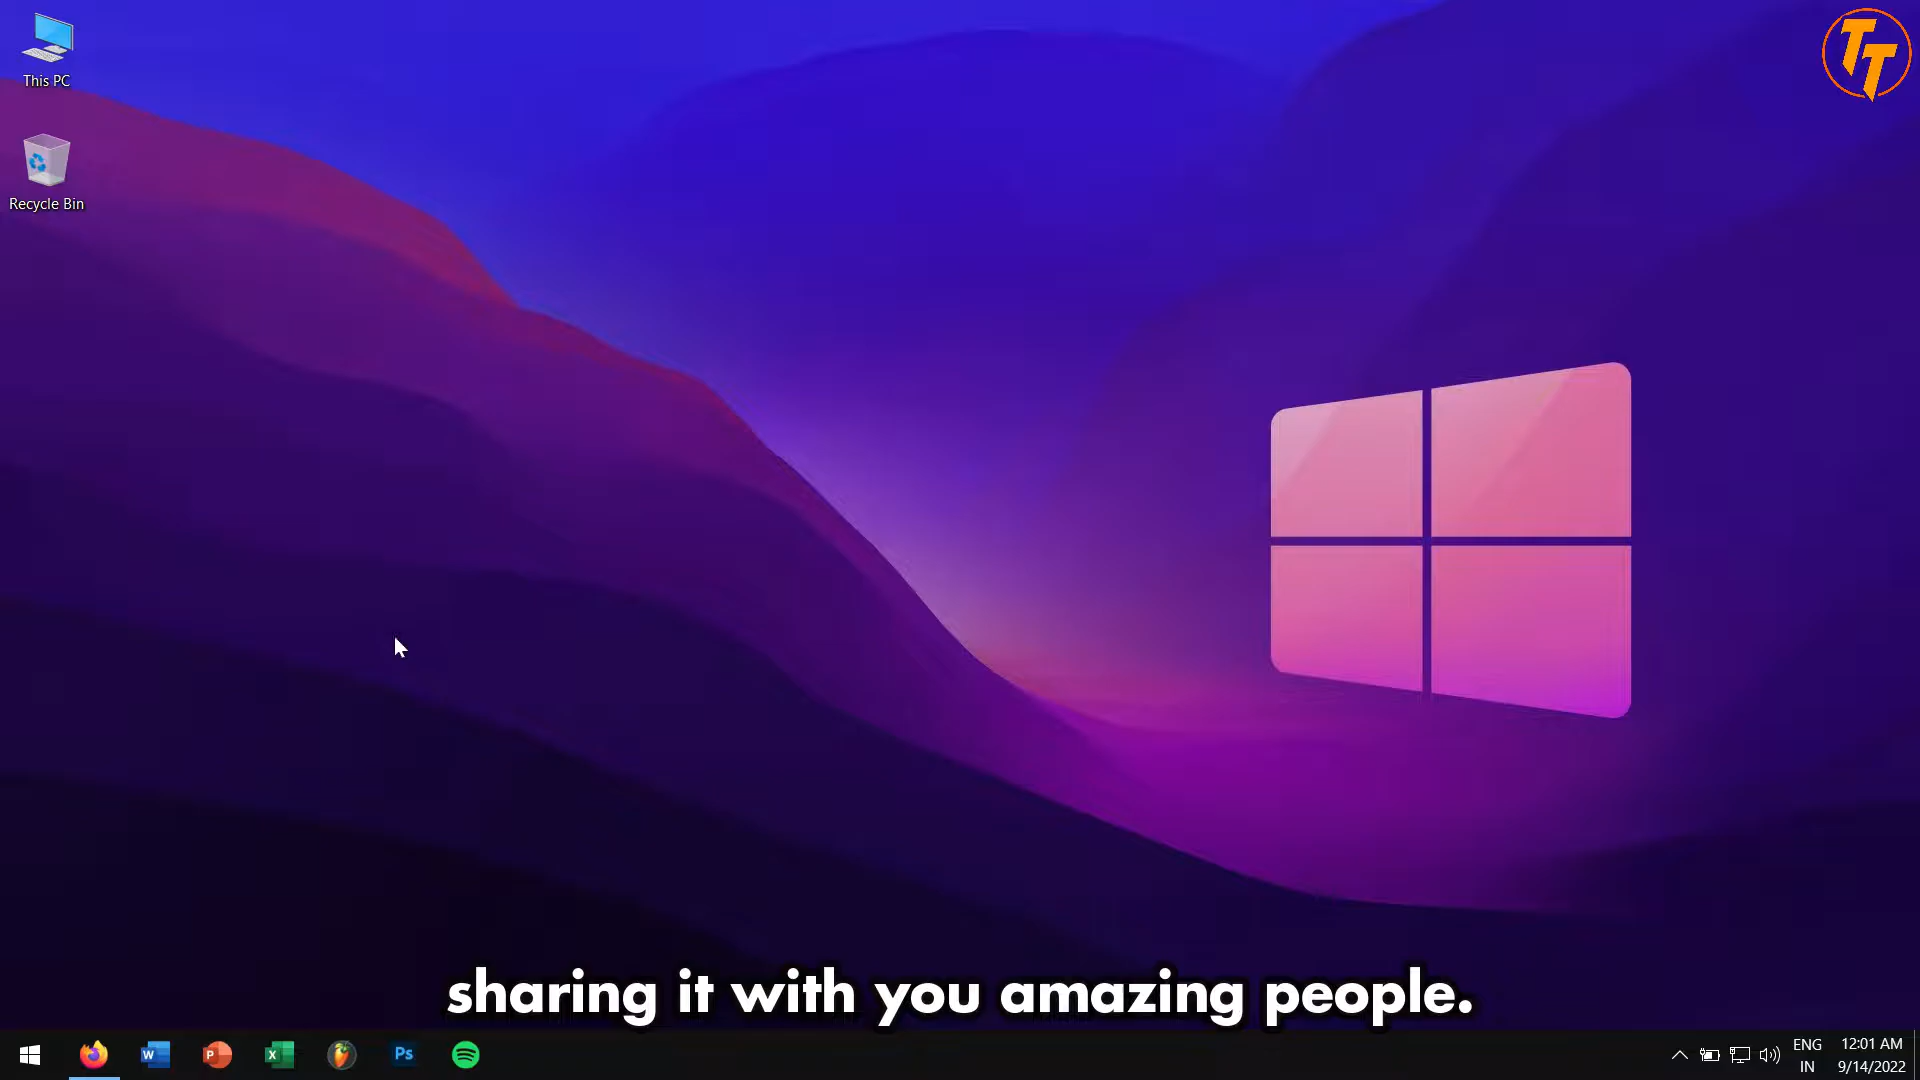 This PC
TT
Recycle Bin
sharing it with you amazing people.
W
P
X
Ps
ENG
IN
12:01 AM
9/14/2022